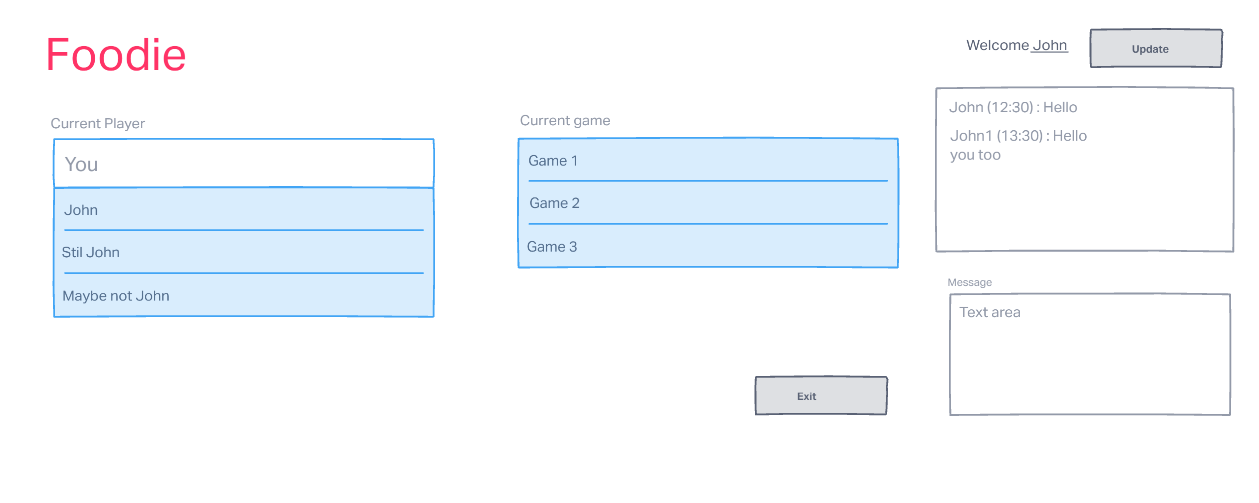 Foodie
Welcome John
Update
Current Player
You
John
Stil John
Maybe not John
Current game
Game 1
Game 2
Game 3
Exit
John (12:30) : Hello
John1 (13:30) : Hello
you too
Message
Text area